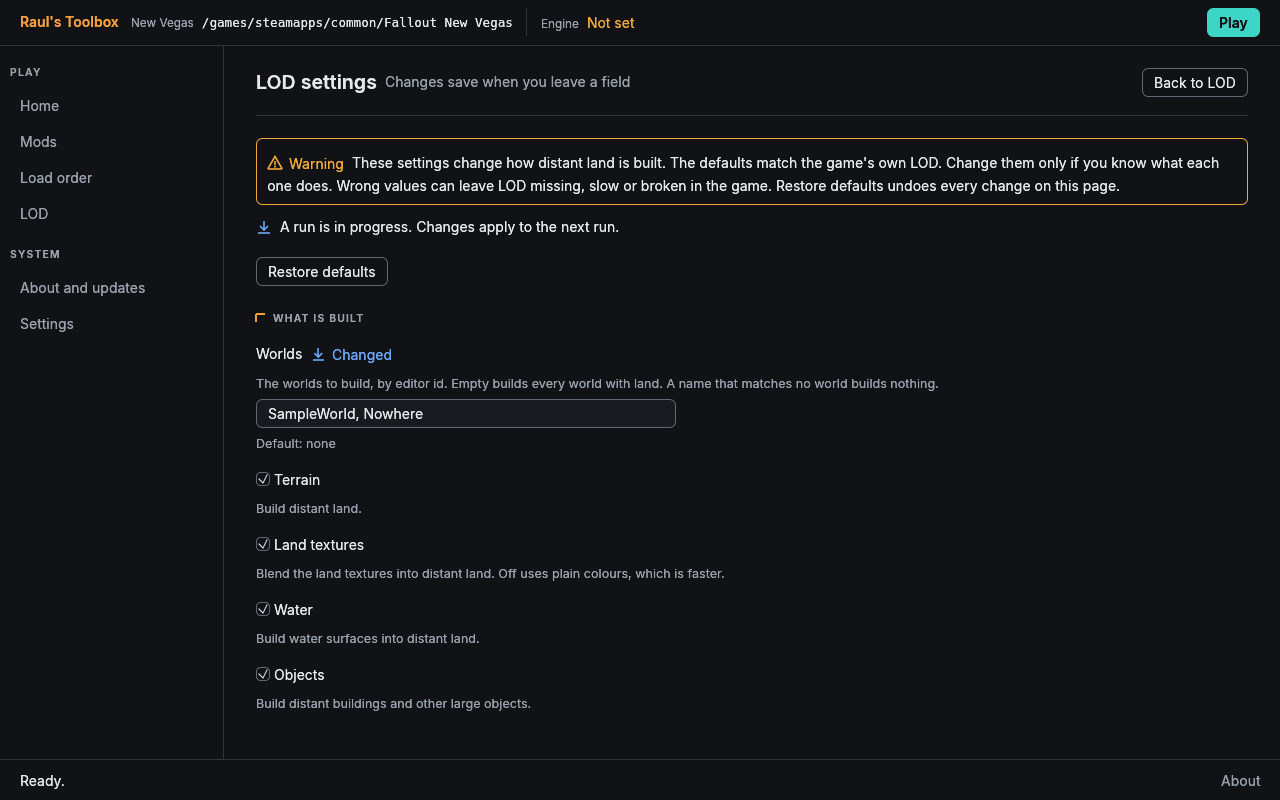 Raul's Toolbox New Vegas /games/steamapps/common/Fallout New Vegas Engine Not set Play
PLAY
Home
Mods
Load order
LOD
SYSTEM
About and updates
Settings
LOD settings Changes save when you leave a field Back to LOD
Warning These settings change how distant land is built. The defaults match the game's own LOD. Change them only if you know what each
one does. Wrong values can leave LOD missing, slow or broken in the game. Restore defaults undoes every change on this page.
A run is in progress. Changes apply to the next run.
Restore defaults
WHAT IS BUILT
Worlds Changed
The worlds to build, by editor id. Empty builds every world with land. A name that matches no world builds nothing.
SampleWorld, Nowhere
Default: none
Terrain
Build distant land.
Land textures
Blend the land textures into distant land. Off uses plain colours, which is faster.
Water
Build water surfaces into distant land.
Objects
Build distant buildings and other large objects.
Ready. About